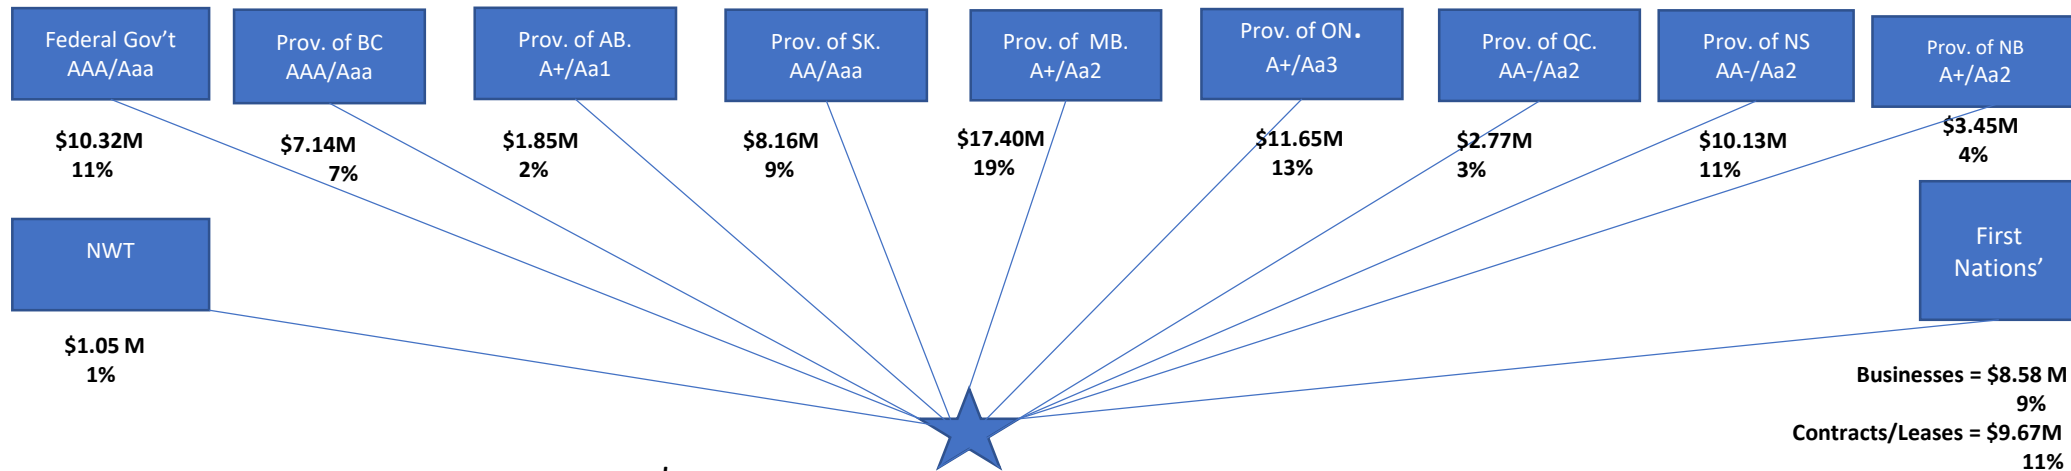 Federal Gov’t
AAA/Aaa
Prov. of BC
AAA/Aaa
Prov. of AB.
A+/Aa1
Prov. of SK.
AA/Aaa
Prov. of  MB.
A+/Aa2
Prov. of ON.
A+/Aa3
Prov. of QC.
AA-/Aa2
Prov. of NS
AA-/Aa2
Prov. of NB
A+/Aa2
$10.32M
11%
$7.14M
7%
$1.85M
2%
$8.16M
9%
$17.40M
19%
$11.65M
13%
$2.77M
3%
$10.13M
11%
$3.45M
4%
NWT
$1.05 M
1%
First
Nations’
Businesses = $8.58 M
9%
Contracts/Leases = $9.67M
11%